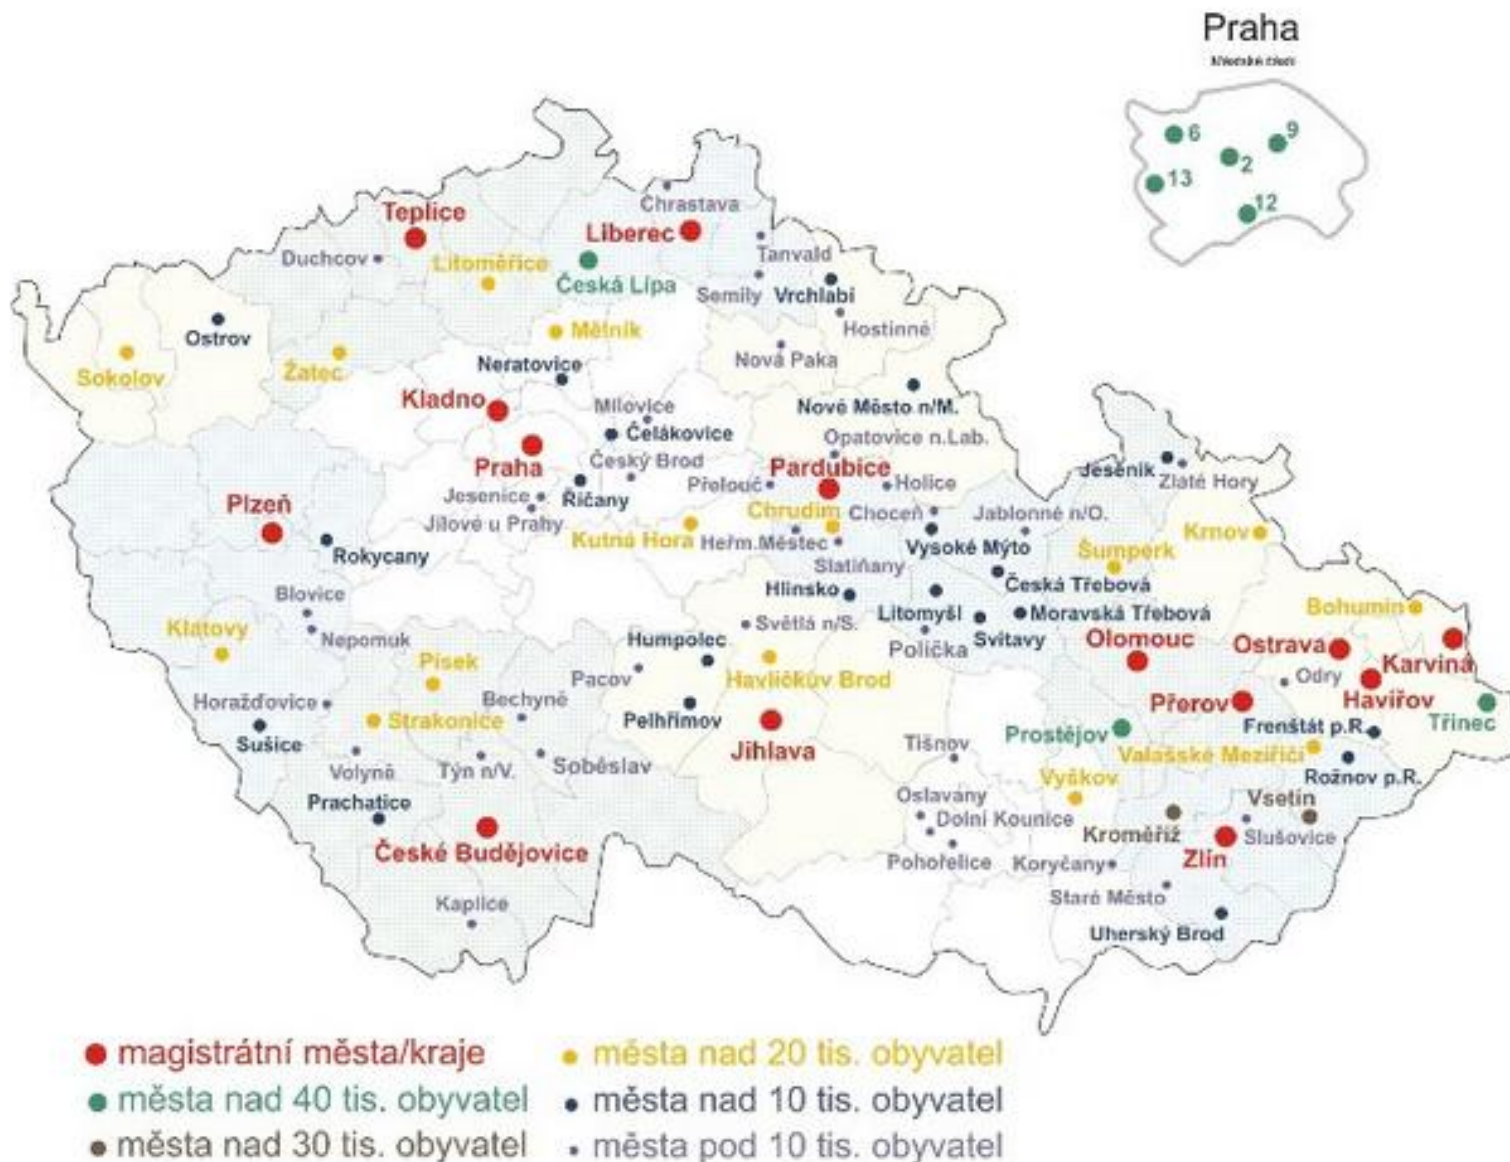 Praha
Městské části
6
9
2
13
12
Chrastava
Teplice
Liberec
Duchcov
Litoměřice
Tanvald
Česká Lípa
Semily
Vrchlabí
Ostrov
Mělník
Hostinné
Nová Paka
Sokolov
Žatec
Neratovice
Kladno
Milovice
Nové Město n/M.
Čelákovice
Opatovice n.Lab.
Praha
Český Brod
Pardubice
Jeseník
Zlaté Hory
Jesenice
Říčany
Přelouč
Holice
Plzeň
Jílové u Prahy
Chrudim
Choceň
Jablonné n/O.
Krnov
Kutná Hora
Heřm.Městec
Vysoké Mýto
Šumperk
Rokycany
Slatiňany
Česká Třebová
Blovice
Hlinsko
Litomyšl
Moravská Třebová
Bohumín
Klatovy
Nepomuk
Světlá n/S.
Svitavy
Humpolec
Polička
Olomouc
Ostrava
Karviná
Písek
Pacov
Havlíčkův Brod
Odry
Havířov
Horažďovice
Bechyně
Přerov
Strakonice
Pelhřimov
Třinec
Sušice
Jihlava
Prostějov
Frenštát p.R.
Tišnov
Valašské Meziříčí
Volyně
Týn n/V.
Soběslav
Vyškov
Rožnov p.R.
Prachatice
Oslavany
Vsetín
Dolní Kounice
Kroměříž
Slušovice
České Budějovice
Pohořelice
Koryčany
Zlín
Kaplice
Staré Město
Uherský Brod
magistrátní města/kraje
města nad 20 tis. obyvatel
města nad 40 tis. obyvatel
města nad 10 tis. obyvatel
města nad 30 tis. obyvatel
města pod 10 tis. obyvatel